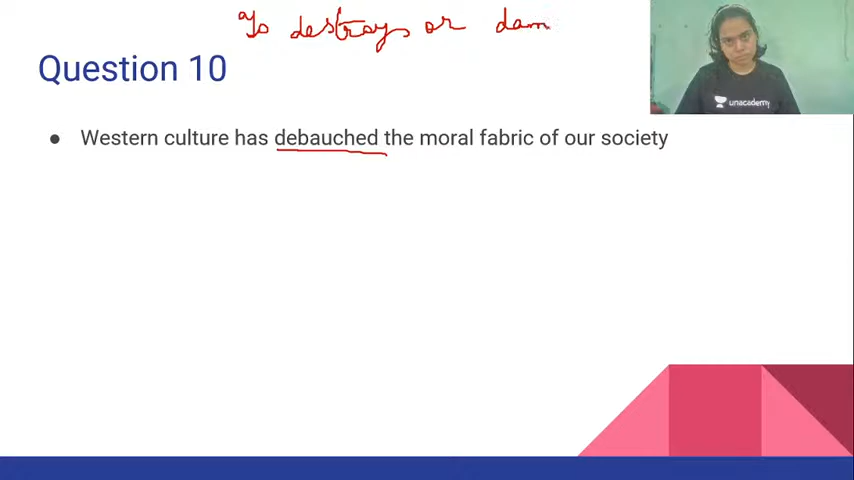 To destroy or dam
Question 10
unacademy
● Western culture has debauched the moral fabric of our society